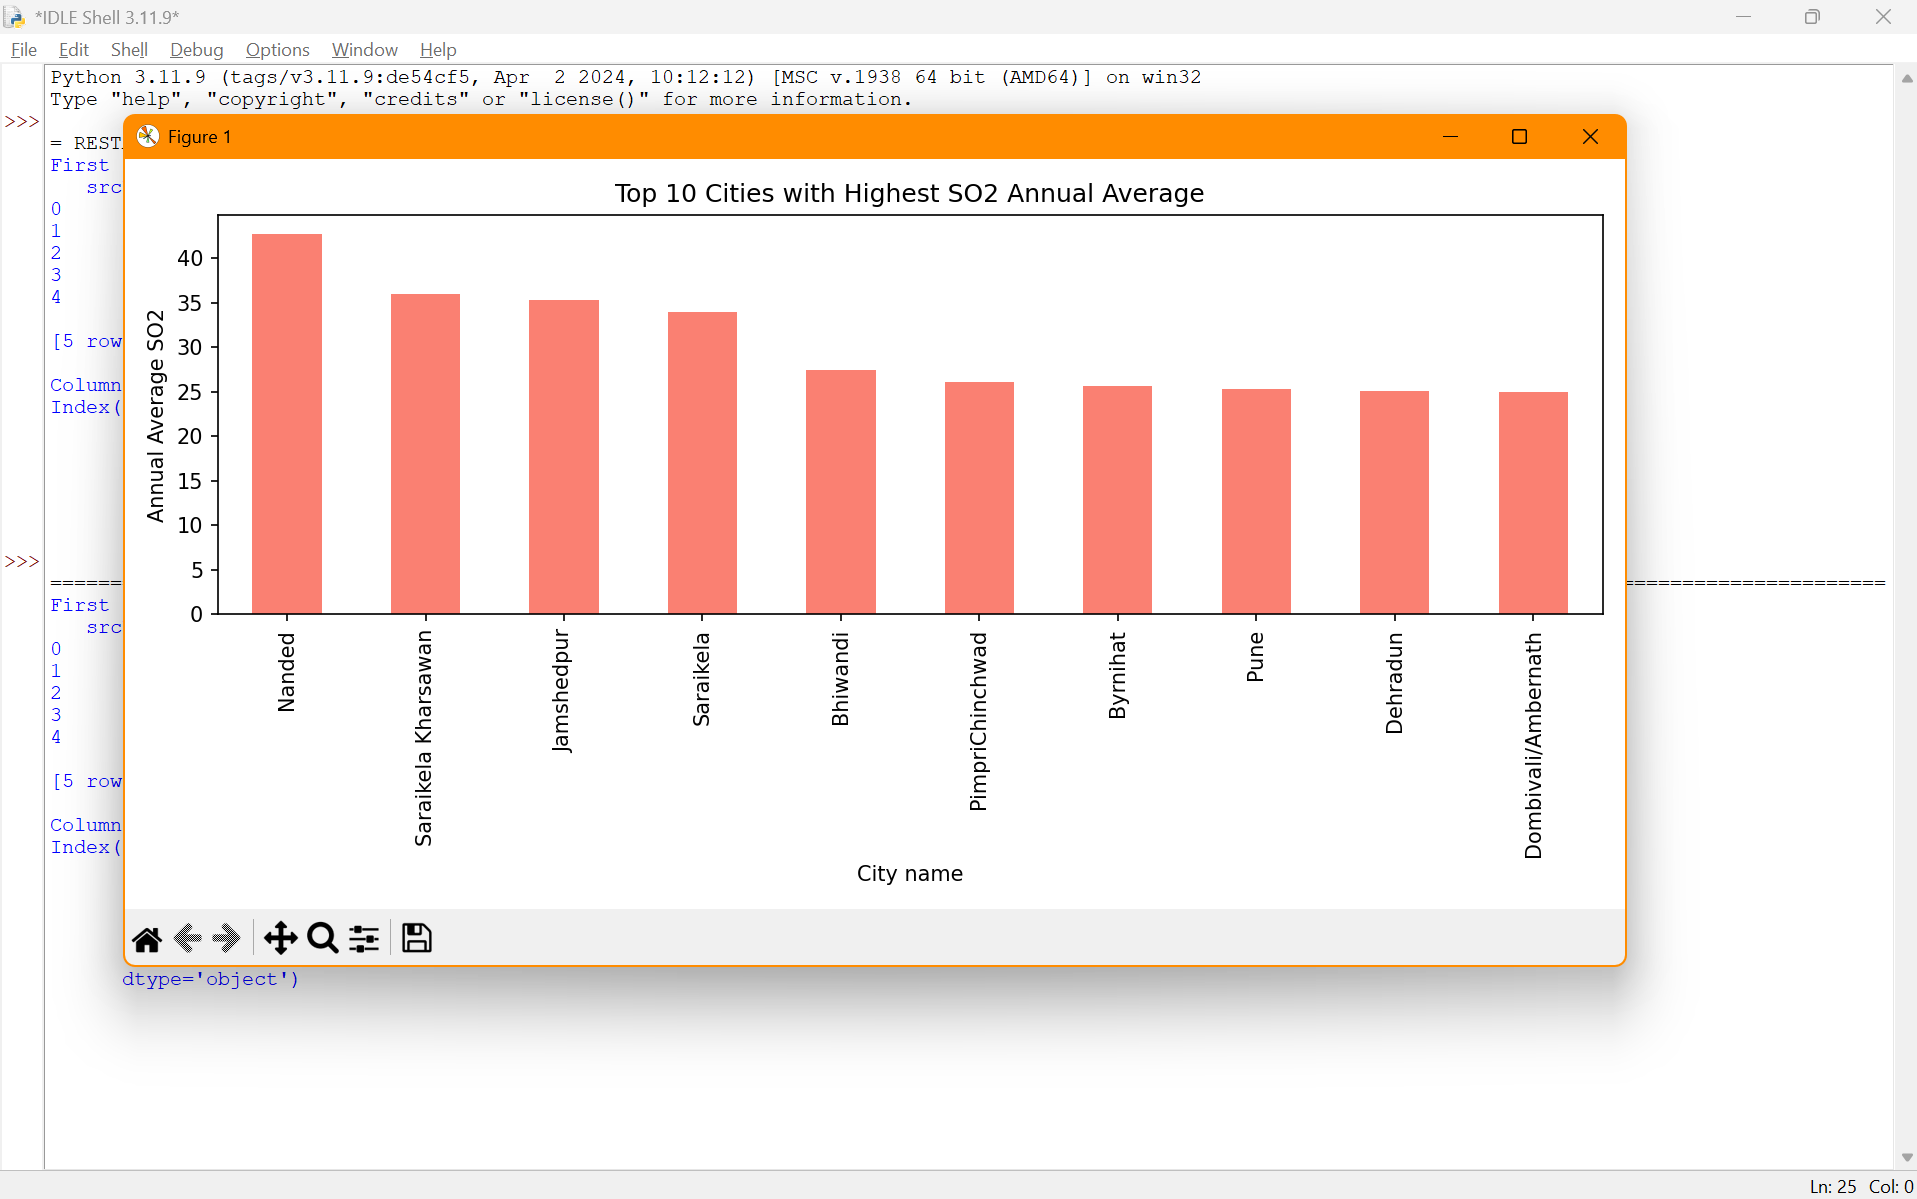 *IDLE Shell 3.11.9*
File Edit Shell Debug Options Window Help
Python 3.11.9 (tags/v3.11.9:de54cf5, Apr  2 2024, 10:12:12) [MSC v.1938 64 bit (AMD64)] on win32
Type "help", "copyright", "credits" or "license()" for more information.
>>>
= REST
First
src
0
1
2
3
4
[5 row
Column
Index(
>>>
First
src
0
1
2
3
4
[5 row
Column
Index(
dtype='object')
Figure 1
Top 10 Cities with Highest SO2 Annual Average
Annual Average SO2
40
35
30
25
20
15
10
5
0
Nanded
Saraikela Kharsawan
Jamshedpur
Saraikela
Bhiwandi
PimpriChinchwad
Byrnihat
Pune
Dehradun
Dombivali/Ambernath
City name
Ln: 25 Col: 0